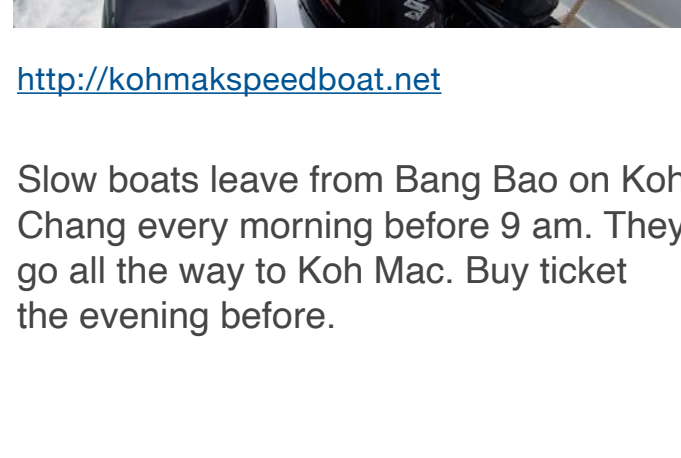 http://kohmakspeedboat.net
Slow boats leave from Bang Bao on Koh
Chang every morning before 9 am. They
go all the way to Koh Mac. Buy ticket
the evening before.